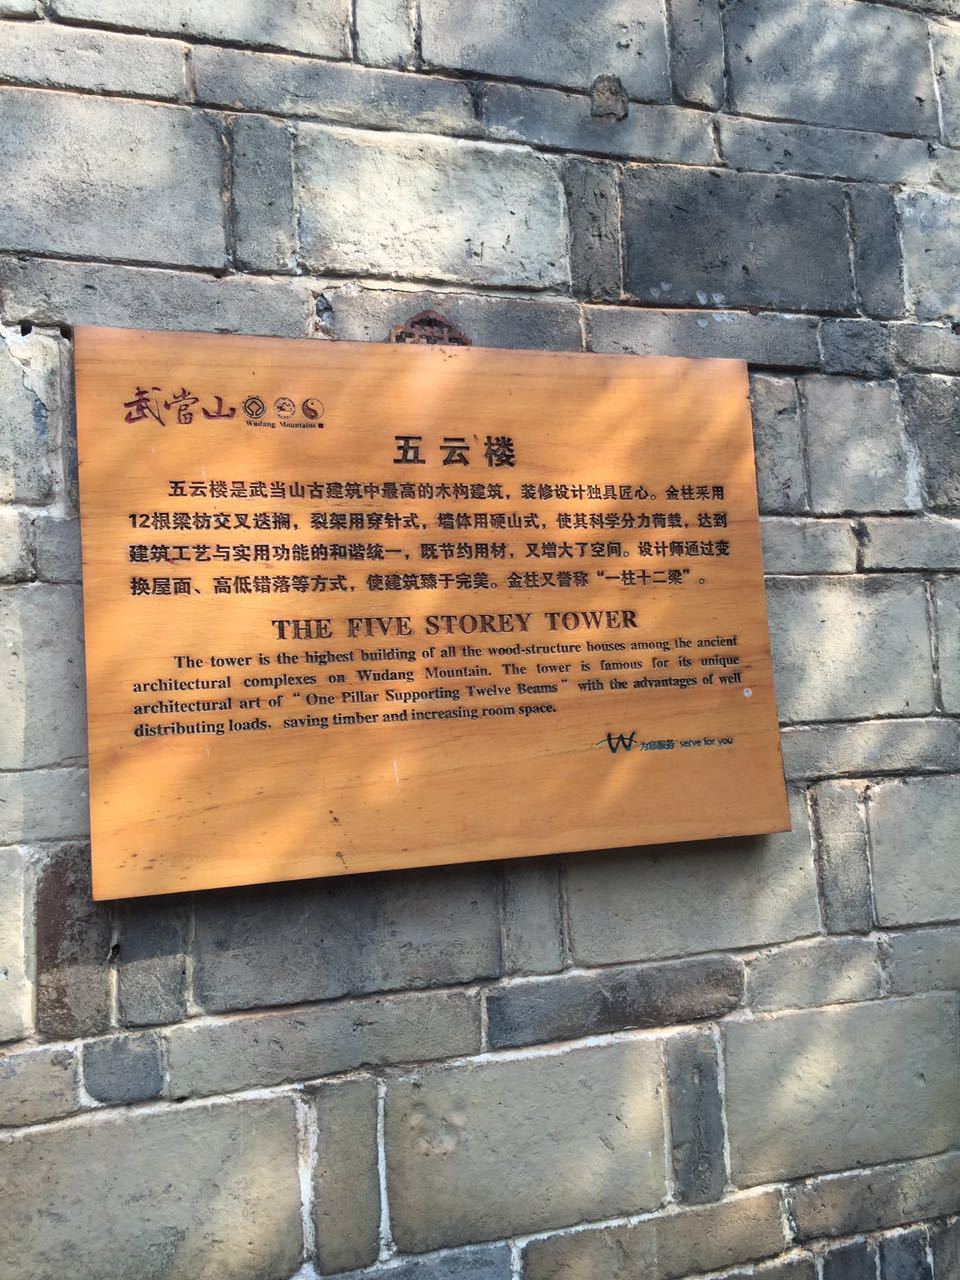 武當山
Wudang Mountains
五云楼
五云楼是武当山古建筑中最高的木构建筑，装修设计独具匠心。金柱采用
12根梁枋交叉迭搁，裂架用穿针式，墙体用硬山式，使其科学分力荷载，达到
建筑工艺与实用功能的和谐统一，既节约用材，又增大了空间。设计师通过变
换屋面、高低错落等方式，使建筑臻于完美。金柱又誉称“一柱十二梁”。
THE FIVE STOREY TOWER
The tower is the highest building of all the wood-structure houses among the ancient
architectural complexes on Wudang Mountain. The tower is famous for its unique
architectural art of “One Pillar Supporting Twelve Beams” with the advantages of well
distributing loads, saving timber and increasing room space.
为您服务 serve for you